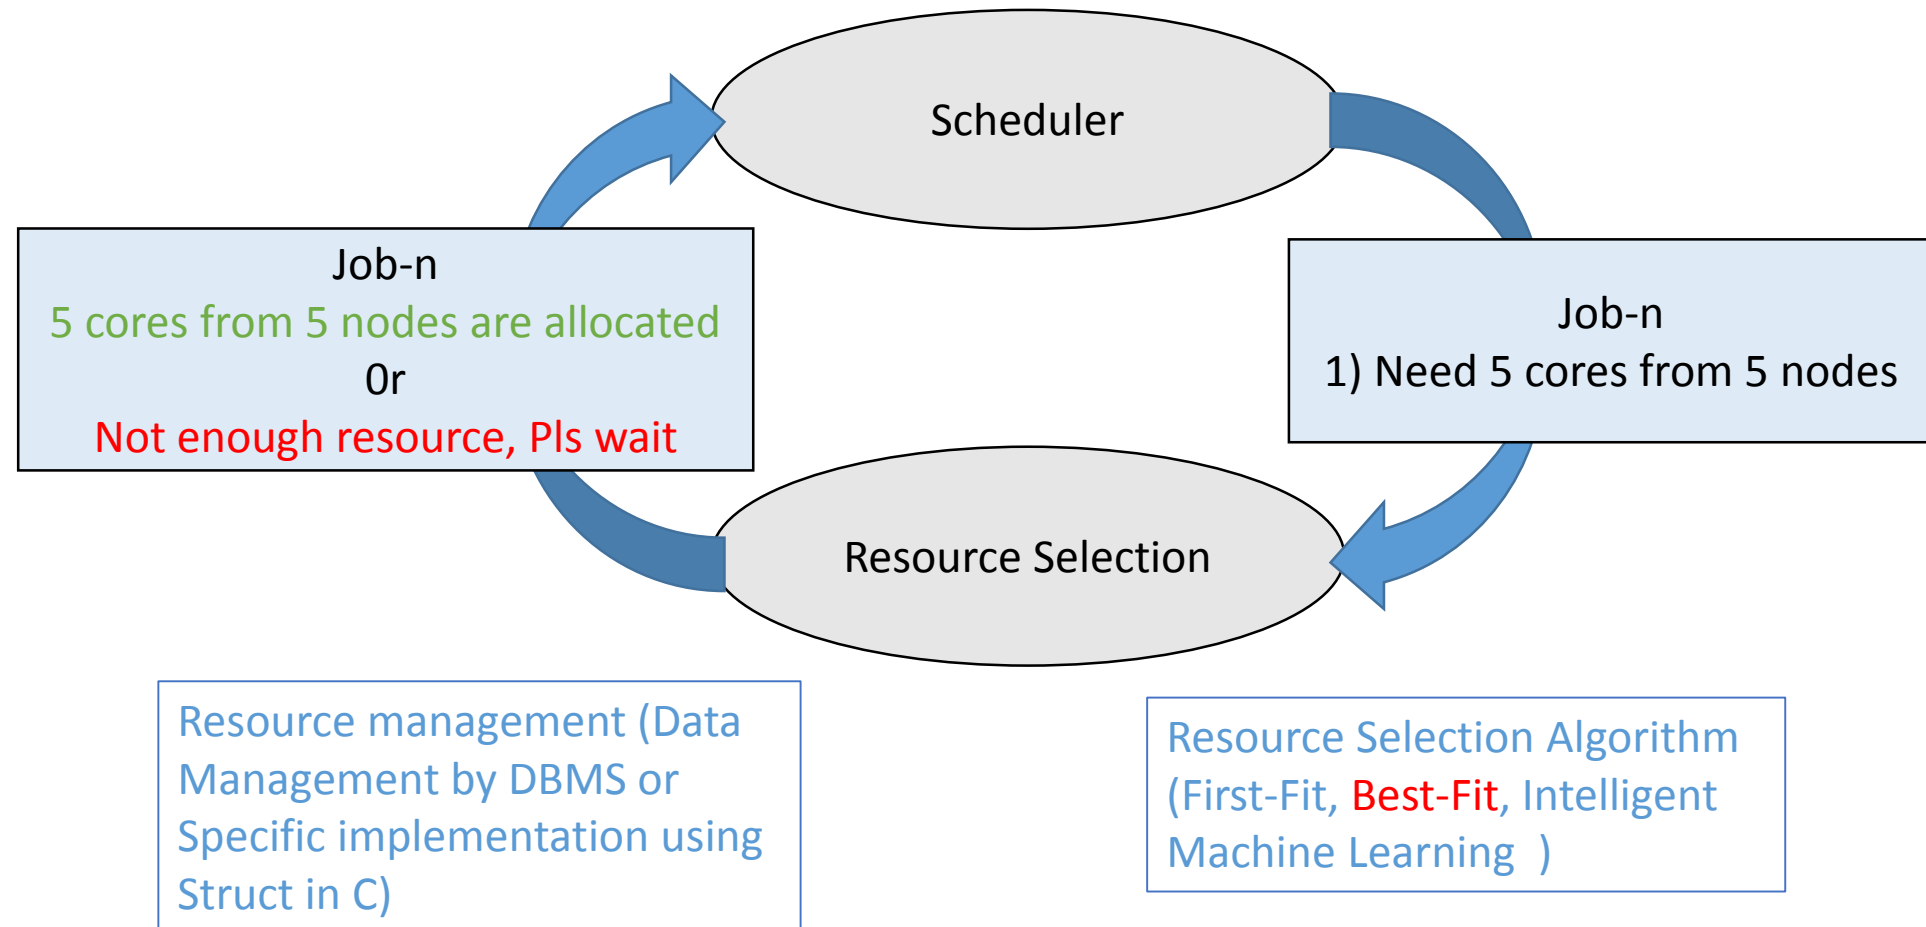 Scheduler
Job-n
5 cores from 5 nodes are allocated
0r
Not enough resource, Pls wait
Job-n
1) Need 5 cores from 5 nodes
Resource Selection
Resource management (Data
Management by DBMS or
Specific implementation using
Struct in C)
Resource Selection Algorithm
(First-Fit, Best-Fit, Intelligent
Machine Learning  )